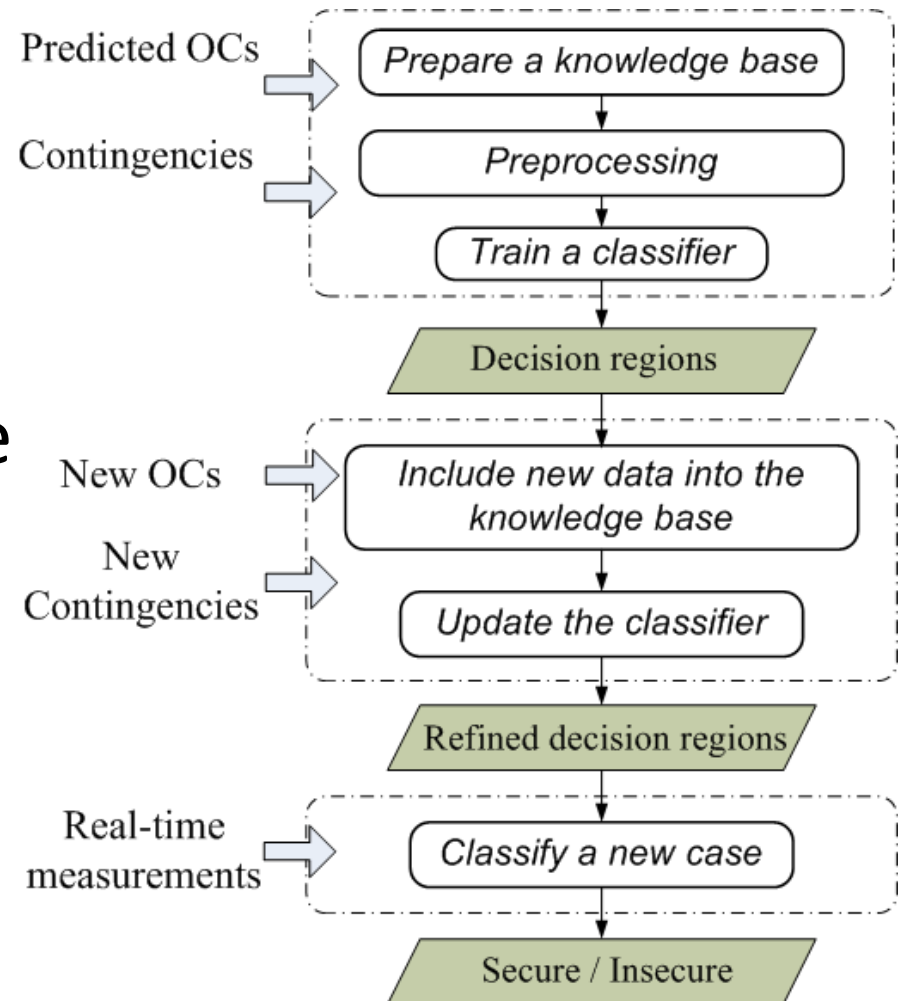 Predicted OCs
Prepare a knowledge base
Contingencies
Preprocessing
Train a classifier
Decision regions
e
New OCs
Include new data into the
knowledge base
New
Contingencies
Update the classifier
Refined decision regions
Real-time
measurements
Classify a new case
Secure / Insecure